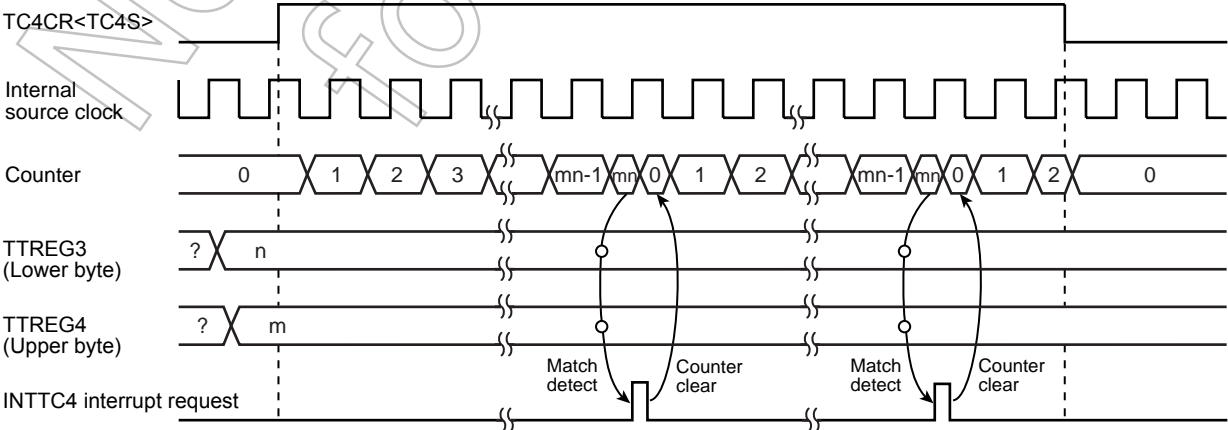 TC4CR<TC4S>
Internal
source clock
Counter
0 1 2 3 mn-1 mn 0 1 2 mn-1 mn 0 1 2 0
TTREG3
(Lower byte)
? n
TTREG4
(Upper byte)
? m
Match
detect
Counter
clear
Match
detect
Counter
clear
INTTC4 interrupt request